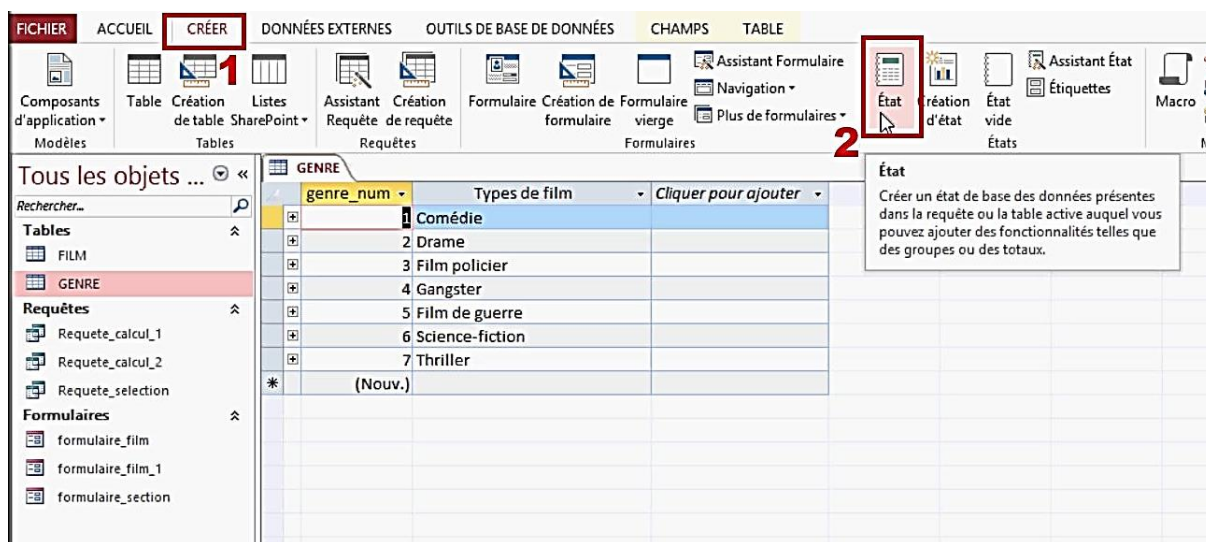 FICHIER ACCUEIL CRÉER DONNÉES EXTERNES OUTILS DE BASE DE DONNÉES CHAMPS TABLE
1
Composants d'application
Table
Création de table
Listes SharePoint
Assistant Requête
Création de requête
Formulaire
Création de formulaire
Formulaire vierge
Assistant Formulaire
Navigation
Plus de formulaires
État
Création d'état
État vide
Assistant État
Étiquettes
Macro
2
Modèles Tables Requêtes Formulaires États
État
Créer un état de base des données présentes
dans la requête ou la table active auquel vous
pouvez ajouter des fonctionnalités telles que
des groupes ou des totaux.
Tous les objets ... «
Rechercher...
Tables
FILM
GENRE
Requêtes
Requete_calcul_1
Requete_calcul_2
Requete_selection
Formulaires
formulaire_film
formulaire_film_1
formulaire_section
GENRE
genre_num Types de film Cliquer pour ajouter
1 Comédie
2 Drame
3 Film policier
4 Gangster
5 Film de guerre
6 Science-fiction
7 Thriller
* (Nouv.)